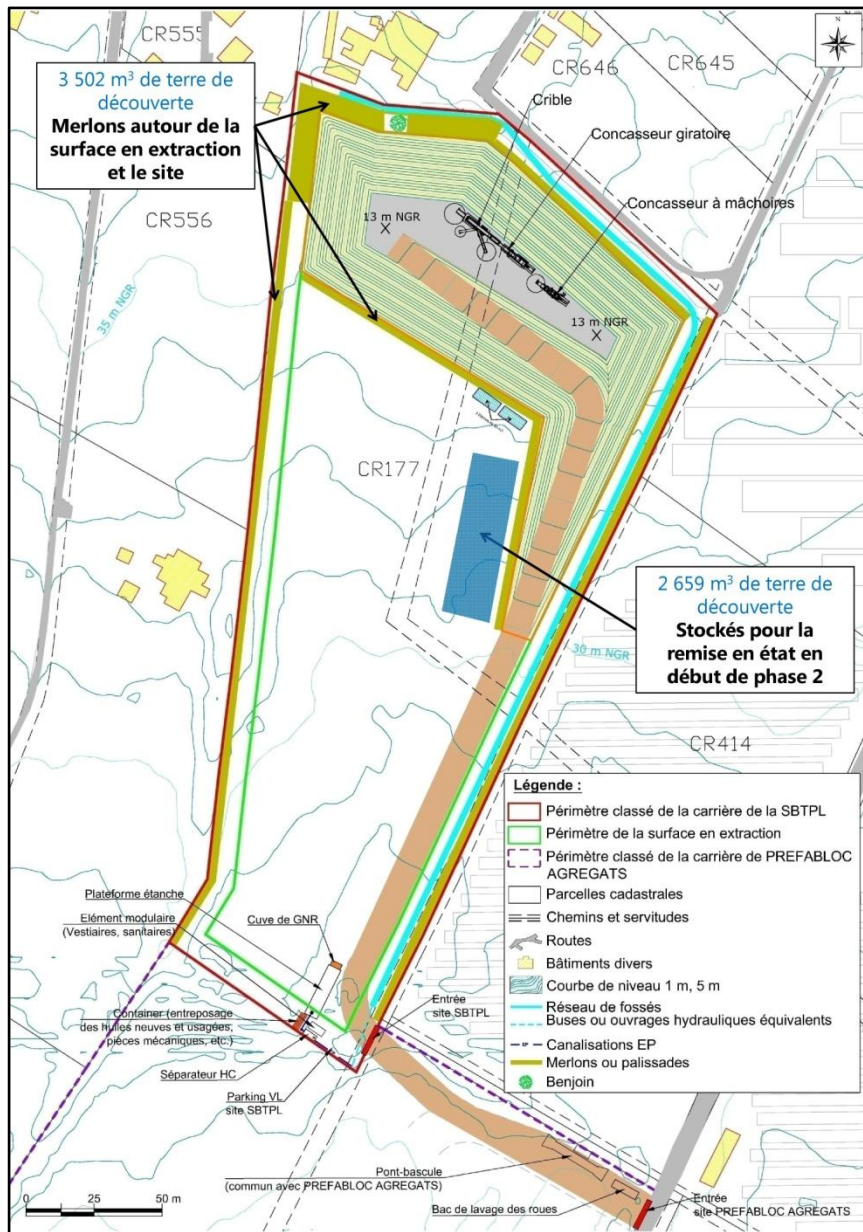 CR555
CR646
CR645
N
3 502 m³ de terre de
découverte
Merlons autour de la
surface en extraction
et le site
Crible
Concasseur giratoire
Concasseur à mâchoires
CR556
13 m NGR
13 m NGR
35 m NGR
CR177
2 659 m³ de terre de
découverte
Stockés pour la
remise en état en
début de phase 2
30 m NGR
CR414
Légende :
Périmètre classé de la carrière de la SBTPL
Périmètre de la surface en extraction
Périmètre classé de la carrière de PREFABLOC
AGREGATS
Parcelles cadastrales
Chemins et servitudes
Routes
Bâtiments divers
Courbe de niveau 1 m, 5 m
Réseau de fossés
Buses ou ouvrages hydrauliques équivalents
Canalisations EP
Merlons ou palissades
Benjoin
Plateforme étanche
Elément modulaire
(Vestiaires, sanitaires)
Cuve de GNR
Container (entreposage
des huiles neuves et usagées,
pièces mécaniques, etc.)
Séparateur HC
Parking VL
site SBTPL
Entrée
site SBTPL
Pont-bascule
(commun avec PREFABLOC AGREGATS)
Bac de lavage des roues
Entrée
site PREFABLOC AGREGATS
0 25 50 m